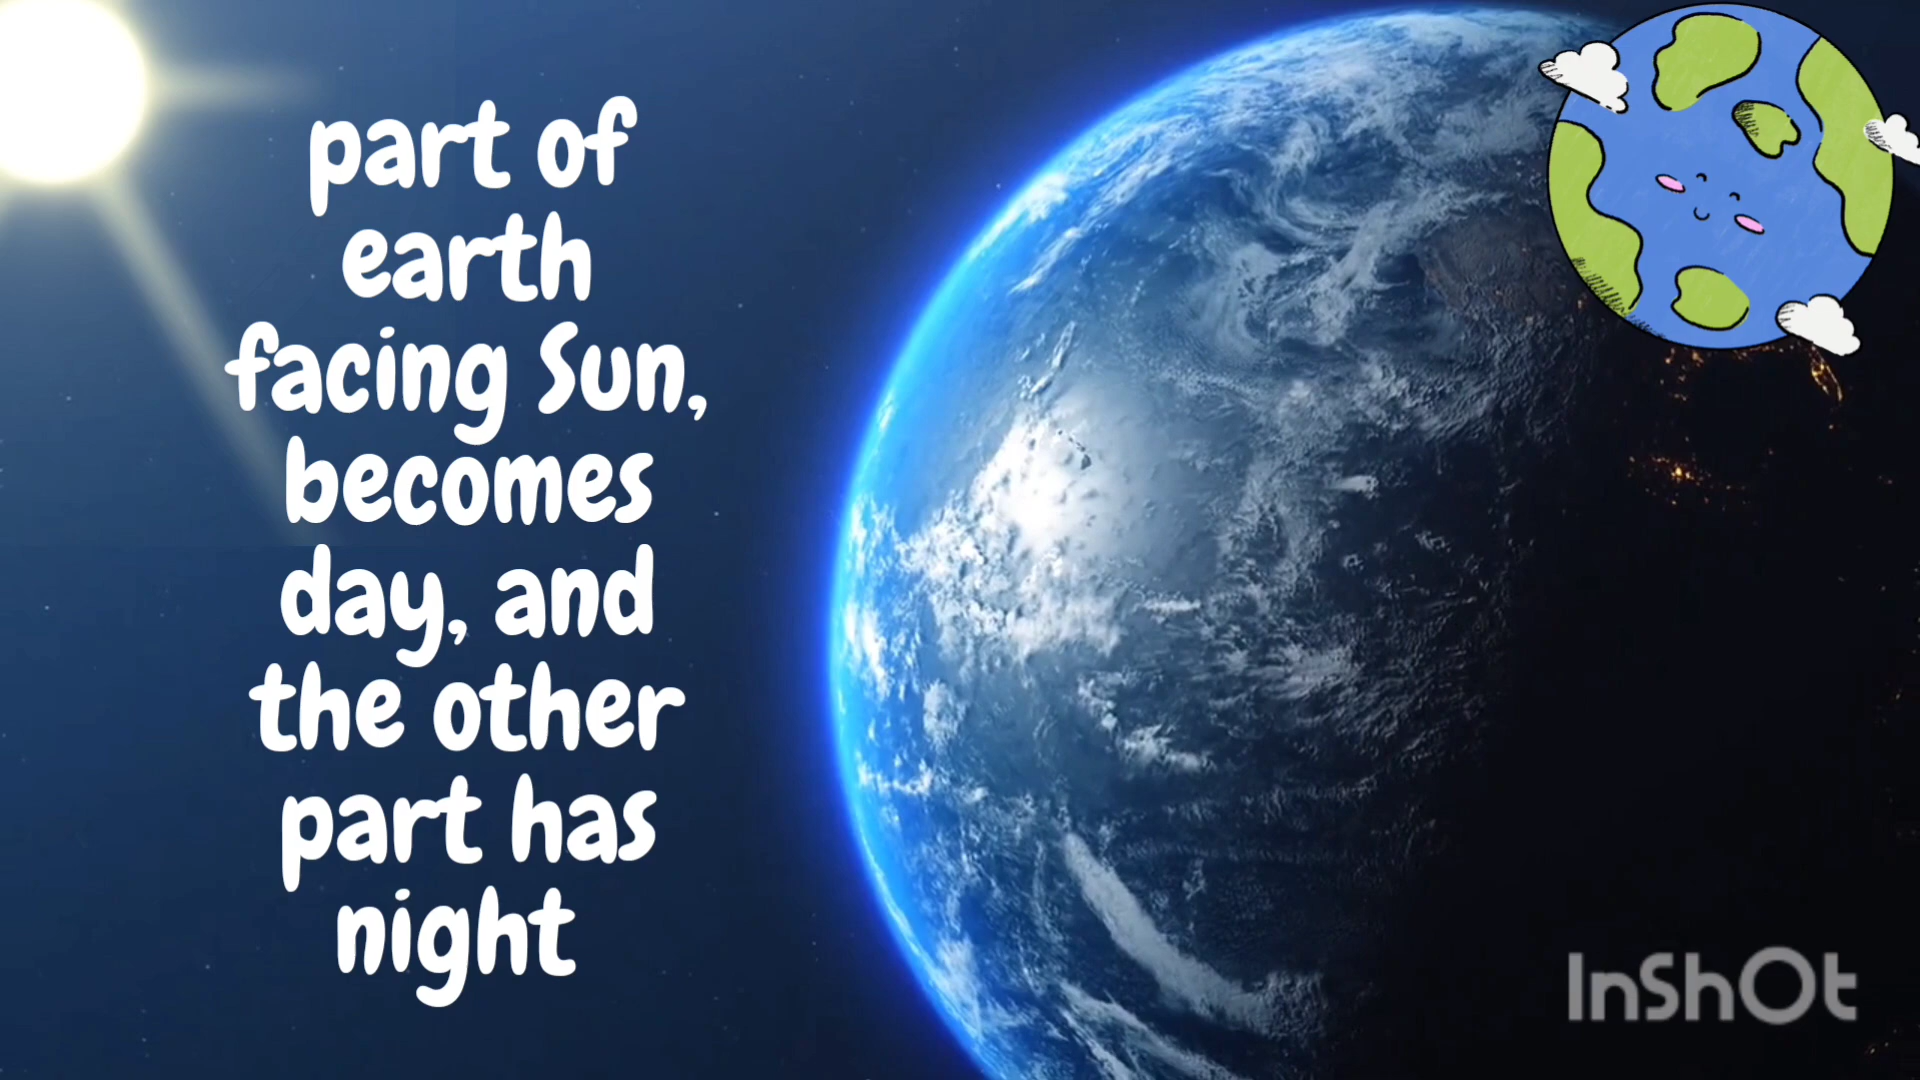 part of
earth
facing Sun,
becomes
day, and
the other
part has
night
InShOt